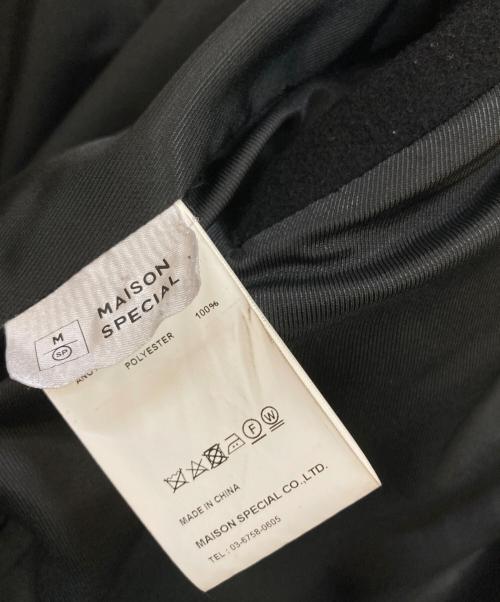 MAISON
SPECIAL
M
SP
POLYESTER 100%
F W
MADE IN CHINA
MAISON SPECIAL CO.,LTD.
TEL : 03-6758-0605